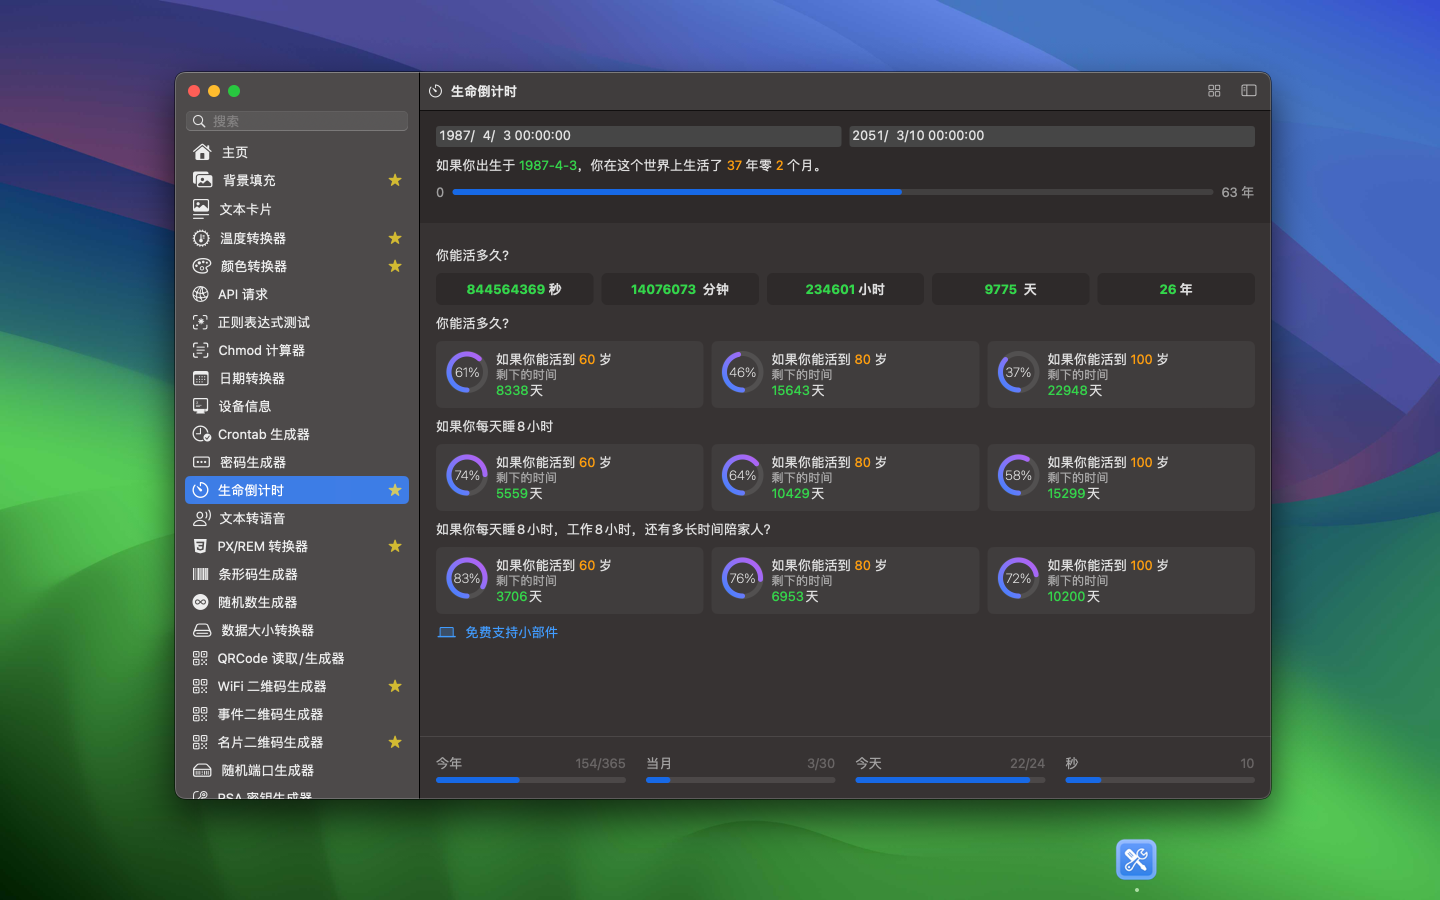 搜索
主页
背景填充
文本卡片
温度转换器
颜色转换器
API 请求
正则表达式测试
Chmod 计算器
日期转换器
设备信息
Crontab 生成器
密码生成器
生命倒计时
文本转语音
PX/REM 转换器
条形码生成器
随机数生成器
数据大小转换器
QRCode 读取/生成器
WiFi 二维码生成器
事件二维码生成器
名片二维码生成器
随机端口生成器
RSA 密钥生成器
生命倒计时
1987/ 4/ 3 00:00:00
2051/ 3/10 00:00:00
如果你出生于 1987-4-3，你在这个世界上生活了 37 年零 2 个月。
0
63 年
你能活多久？
844564369 秒
14076073 分钟
234601 小时
9775 天
26 年
你能活多久？
61%
如果你能活到 60 岁
剩下的时间
8338天
46%
如果你能活到 80 岁
剩下的时间
15643天
37%
如果你能活到 100 岁
剩下的时间
22948天
如果你每天睡8小时
74%
如果你能活到 60 岁
剩下的时间
5559天
64%
如果你能活到 80 岁
剩下的时间
10429天
58%
如果你能活到 100 岁
剩下的时间
15299天
如果你每天睡8小时，工作8小时，还有多长时间陪家人？
83%
如果你能活到 60 岁
剩下的时间
3706天
76%
如果你能活到 80 岁
剩下的时间
6953天
72%
如果你能活到 100 岁
剩下的时间
10200天
免费支持小部件
今年 154/365
当月 3/30
今天 22/24
秒 10